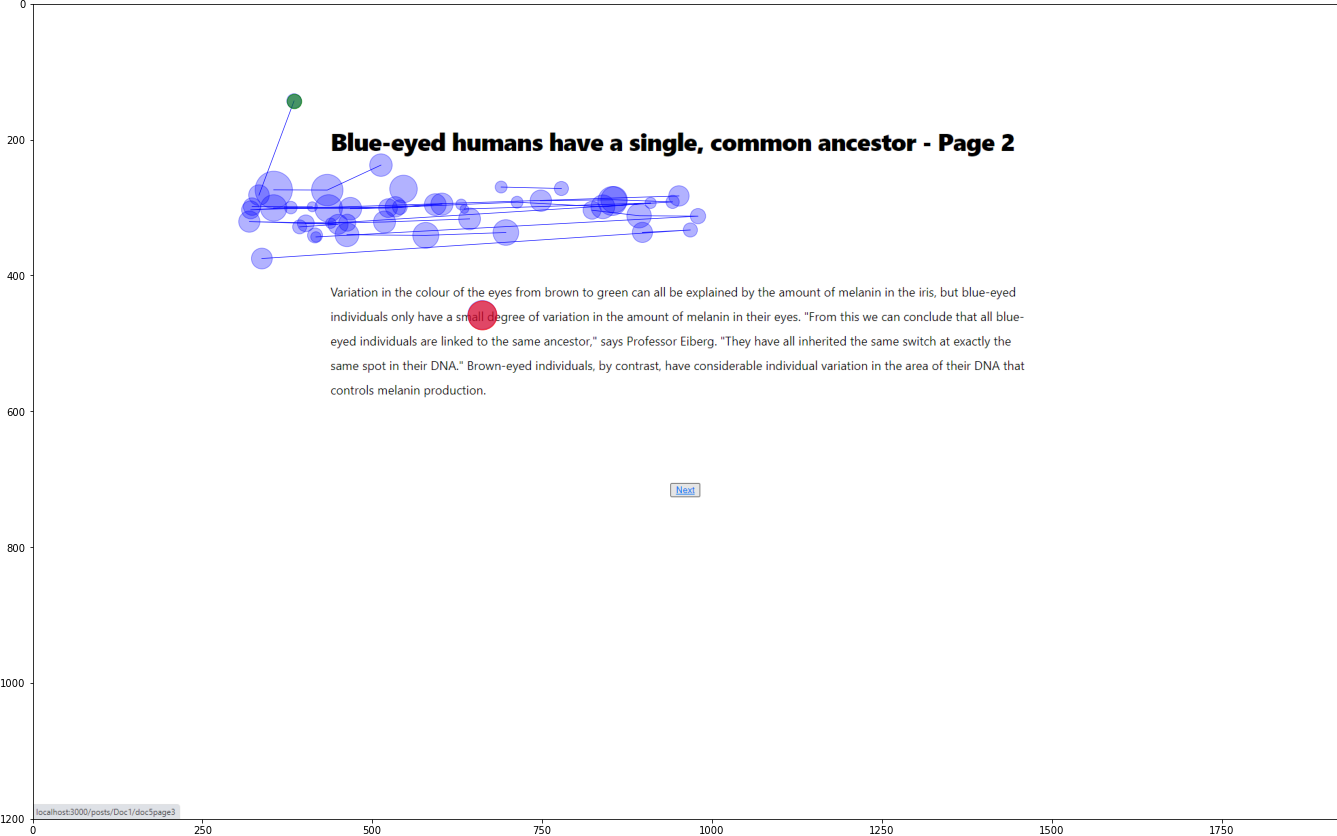 0
200
Blue-eyed humans have a single, common ancestor - Page 2
400
Variation in the colour of the eyes from brown to green can all be explained by the amount of melanin in the iris, but blue-eyed
individuals only have a small degree of variation in the amount of melanin in their eyes. "From this we can conclude that all blue-
eyed individuals are linked to the same ancestor," says Professor Eiberg. "They have all inherited the same switch at exactly the
same spot in their DNA." Brown-eyed individuals, by contrast, have considerable individual variation in the area of their DNA that
controls melanin production.
600
Next
800
1000
localhost:3000/posts/Doc1/doc5page3
1200
0 250 500 750 1000 1250 1500 1750